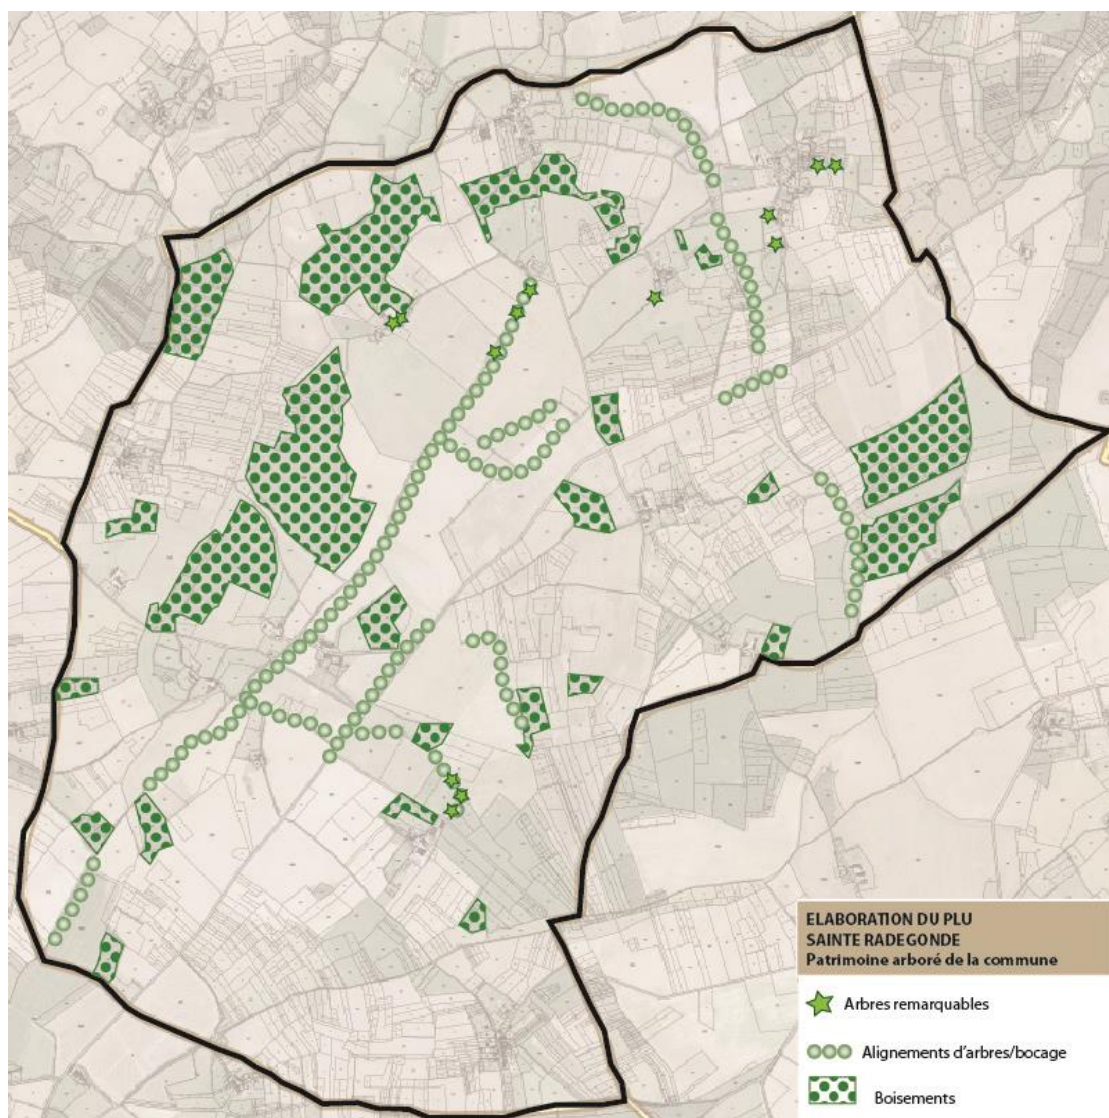 ELABORATION DU PLU
SAINTE RADEGONDE
Patrimoine arboré de la commune
Arbres remarquables
Alignements d'arbres/bocage
Boisements